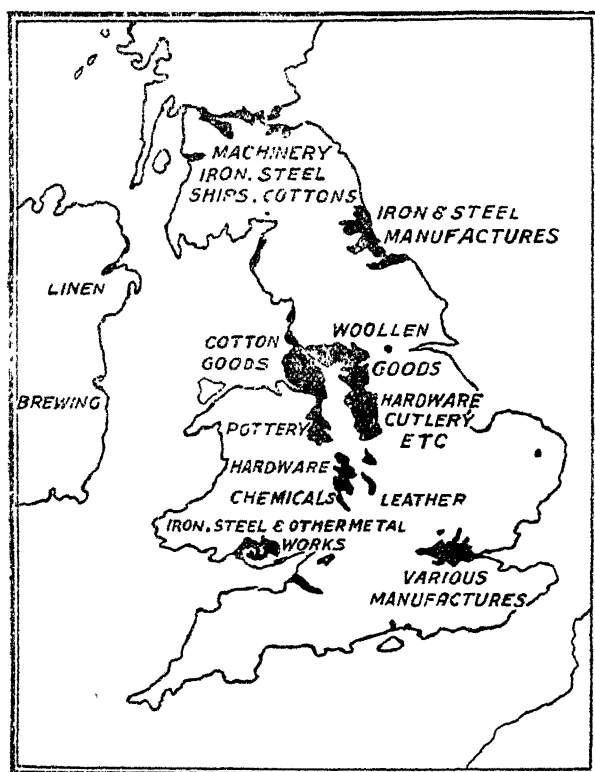 MACHINERY
IRON. STEEL
SHIPS. COTTONS
IRON & STEEL
MANUFACTURES
LINEN
COTTON
GOODS
WOOLLEN
GOODS
BREWING
HARDWARE
CUTLERY
ETC
POTTERY
HARDWARE
CHEMICALS
LEATHER
IRON. STEEL & OTHER METAL
WORKS
VARIOUS
MANUFACTURES